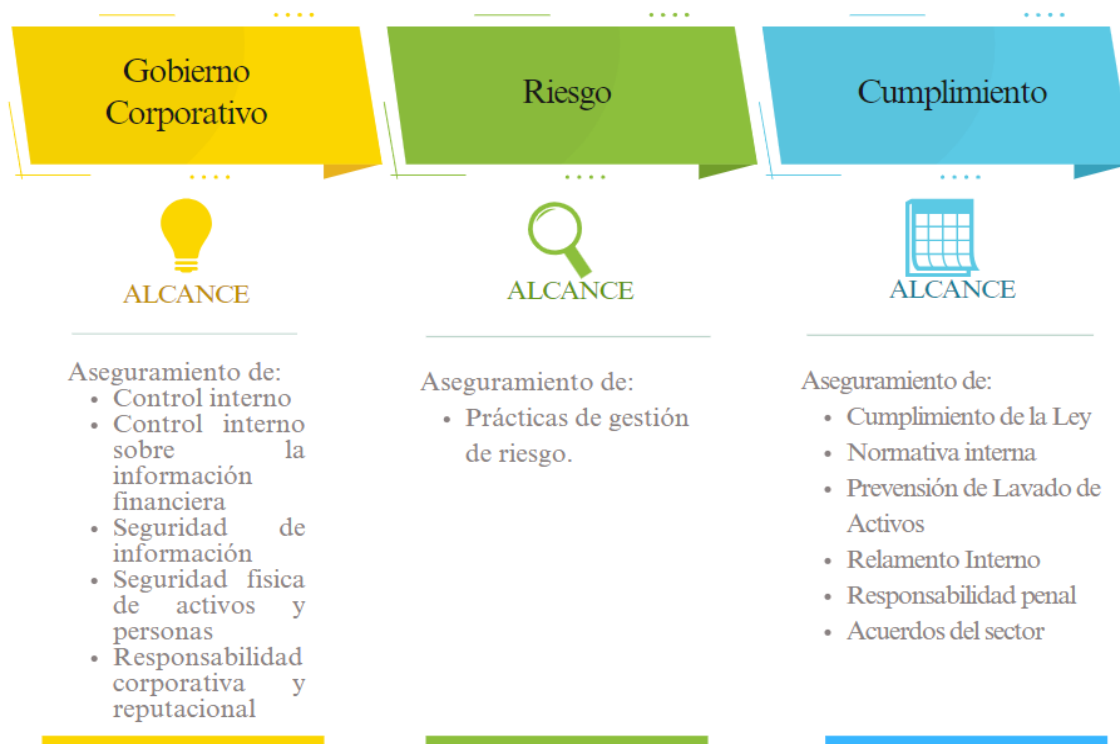 Gobierno
Corporativo
ALCANCE
Aseguramiento de:
• Control interno
• Control interno
sobre la
información
financiera
• Seguridad de
información
• Seguridad fisica
de activos y
personas
• Responsabilidad
corporativa y
reputacional
Riesgo
ALCANCE
Aseguramiento de:
• Prácticas de gestión
de riesgo.
Cumplimiento
ALCANCE
Aseguramiento de:
• Cumplimiento de la Ley
• Normativa interna
• Prevensión de Lavado de
Activos
• Relamento Interno
• Responsabilidad penal
• Acuerdos del sector